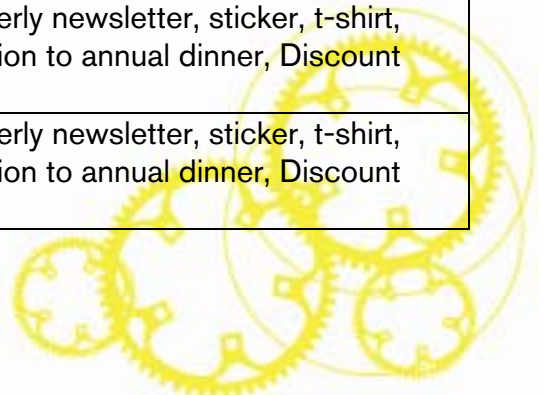 erly newsletter, sticker, t-shirt,
ion to annual dinner, Discount
erly newsletter, sticker, t-shirt,
ion to annual dinner, Discount